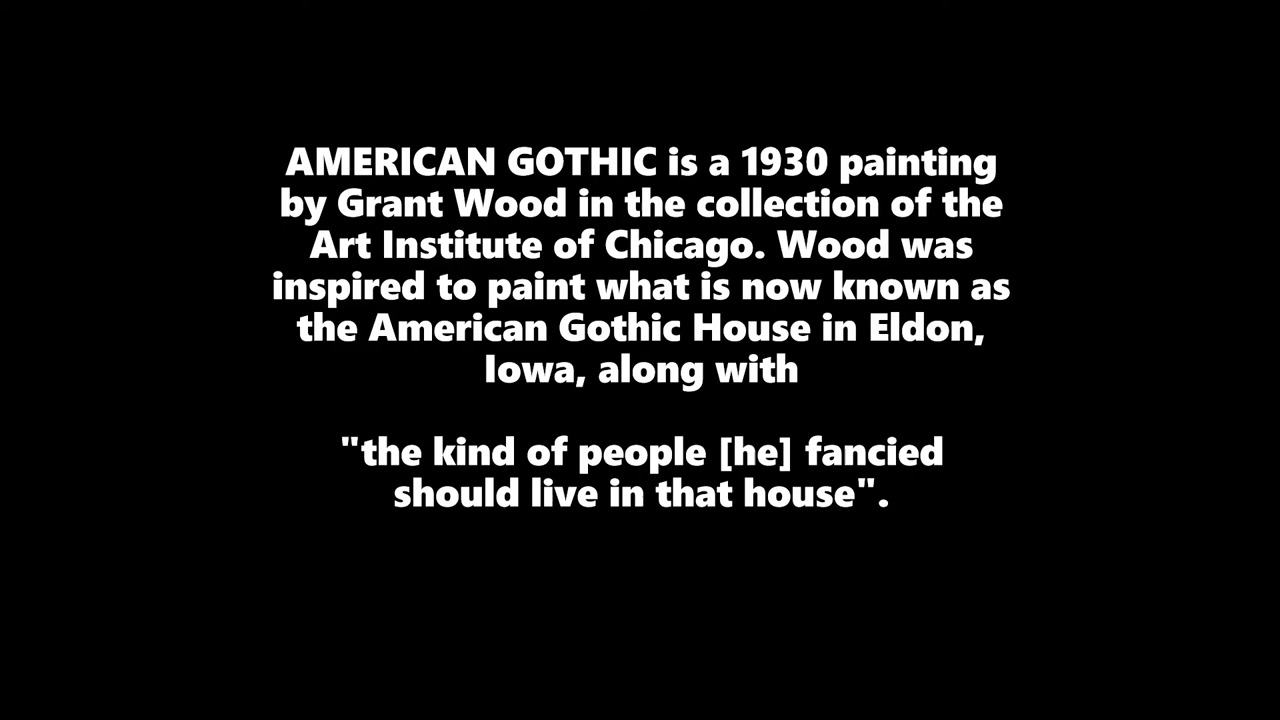 AMERICAN GOTHIC is a 1930 painting
by Grant Wood in the collection of the
Art Institute of Chicago. Wood was
inspired to paint what is now known as
the American Gothic House in Eldon,
Iowa, along with
"the kind of people [he] fancied
should live in that house".